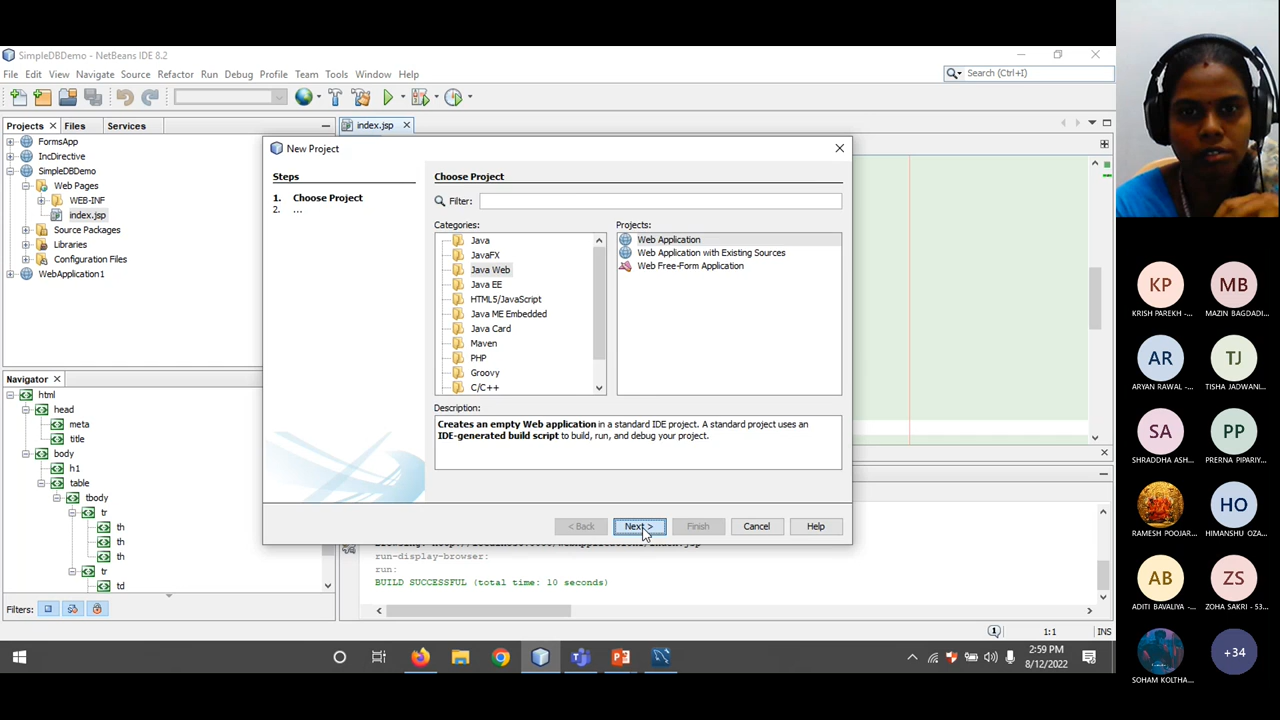 SimpleDBDemo - NetBeans IDE 8.2
File Edit View Navigate Source Refactor Run Debug Profile Team Tools Window Help
Search (Ctrl+I)
Projects Files Services
index.jsp
FormsApp
IncDirective
SimpleDBDemo
Web Pages
WEB-INF
index.jsp
Source Packages
Libraries
Configuration Files
WebApplication1
Navigator
html
head
meta
title
body
h1
table
tbody
tr
th
th
th
tr
td
Filters:
New Project
Steps
1. Choose Project
2. ...
Choose Project
Filter:
Categories:
Java
JavaFX
Java Web
Java EE
HTML5/JavaScript
Java ME Embedded
Java Card
Maven
PHP
Groovy
C/C++
Projects:
Web Application
Web Application with Existing Sources
Web Free-Form Application
Description:
Creates an empty Web application in a standard IDE project. A standard project uses an
IDE-generated build script to build, run, and debug your project.
< Back Next > Finish Cancel Help
run-display-browser:
run:
BUILD SUCCESSFUL (total time: 10 seconds)
1
1:1 INS
2:59 PM
8/12/2022
KP
KRISH PAREKH -...
MB
MAZIN BAGDADI...
AR
ARYAN RAWAL -...
TJ
TISHA JADWANI...
SA
SHRADDHA ASH...
PP
PRERNA PIPARIY...
RAMESH POOJAR...
HO
HIMANSHU OZA...
AB
ADITI BAVALIYA -...
ZS
ZOHA SAKRI - 53...
SOHAM KOLTHA...
+34